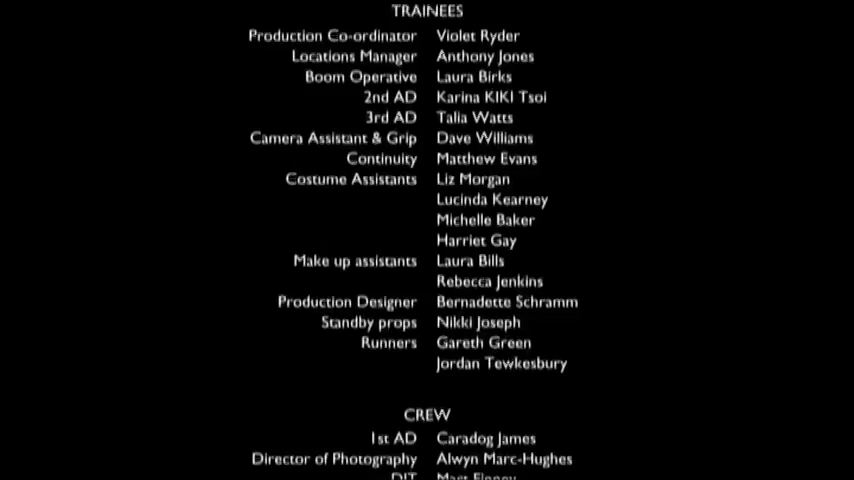 TRAINEES
Production Co-ordinator Violet Ryder
Locations Manager Anthony Jones
Boom Operative Laura Birks
2nd AD Karina KIKI Tsoi
3rd AD Talia Watts
Camera Assistant & Grip Dave Williams
Continuity Matthew Evans
Costume Assistants Liz Morgan
Lucinda Kearney
Michelle Baker
Harriet Gay
Make up assistants Laura Bills
Rebecca Jenkins
Production Designer Bernadette Schramm
Standby props Nikki Joseph
Runners Gareth Green
Jordan Tewkesbury
CREW
1st AD Caradog James
Director of Photography Alwyn Marc-Hughes
DIT